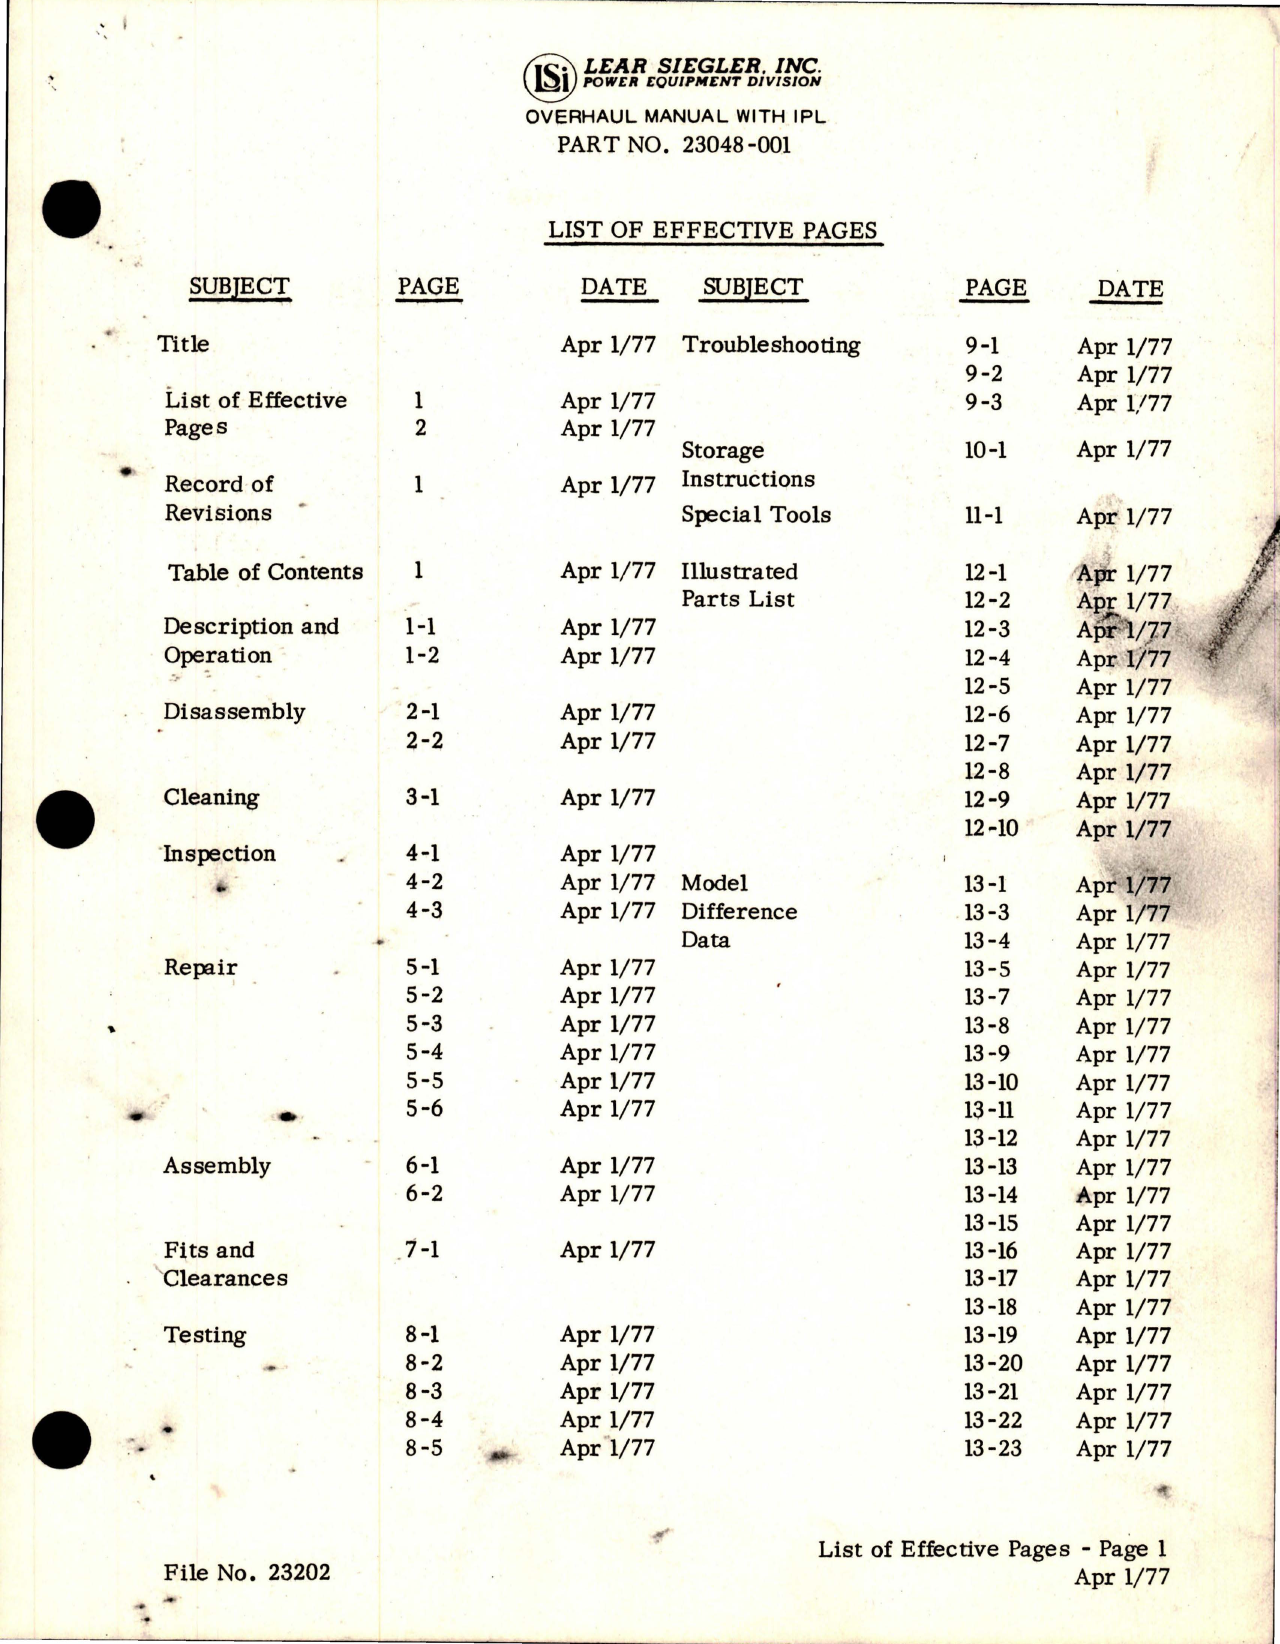 LSi LEAR SIEGLER, INC.
POWER EQUIPMENT DIVISION
OVERHAUL MANUAL WITH IPL
PART NO. 23048-001
LIST OF EFFECTIVE PAGES
SUBJECT PAGE DATE
Title Apr 1/77
List of Effective 1 Apr 1/77
Pages 2 Apr 1/77
Record of 1 Apr 1/77
Revisions
Table of Contents 1 Apr 1/77
Description and 1-1 Apr 1/77
Operation 1-2 Apr 1/77
Disassembly 2-1 Apr 1/77
2-2 Apr 1/77
Cleaning 3-1 Apr 1/77
Inspection 4-1 Apr 1/77
4-2 Apr 1/77
4-3 Apr 1/77
Repair 5-1 Apr 1/77
5-2 Apr 1/77
5-3 Apr 1/77
5-4 Apr 1/77
5-5 Apr 1/77
5-6 Apr 1/77
Assembly 6-1 Apr 1/77
6-2 Apr 1/77
Fits and 7-1 Apr 1/77
Clearances
Testing 8-1 Apr 1/77
8-2 Apr 1/77
8-3 Apr 1/77
8-4 Apr 1/77
8-5 Apr 1/77
SUBJECT PAGE DATE
Troubleshooting 9-1 Apr 1/77
9-2 Apr 1/77
9-3 Apr 1/77
Storage 10-1 Apr 1/77
Instructions
Special Tools 11-1 Apr 1/77
Illustrated 12-1 Apr 1/77
Parts List 12-2 Apr 1/77
12-3 Apr 1/77
12-4 Apr 1/77
12-5 Apr 1/77
12-6 Apr 1/77
12-7 Apr 1/77
12-8 Apr 1/77
12-9 Apr 1/77
12-10 Apr 1/77
Model 13-1 Apr 1/77
Difference 13-3 Apr 1/77
Data 13-4 Apr 1/77
13-5 Apr 1/77
13-7 Apr 1/77
13-8 Apr 1/77
13-9 Apr 1/77
13-10 Apr 1/77
13-11 Apr 1/77
13-12 Apr 1/77
13-13 Apr 1/77
13-14 Apr 1/77
13-15 Apr 1/77
13-16 Apr 1/77
13-17 Apr 1/77
13-18 Apr 1/77
13-19 Apr 1/77
13-20 Apr 1/77
13-21 Apr 1/77
13-22 Apr 1/77
13-23 Apr 1/77
File No. 23202
List of Effective Pages - Page 1
Apr 1/77